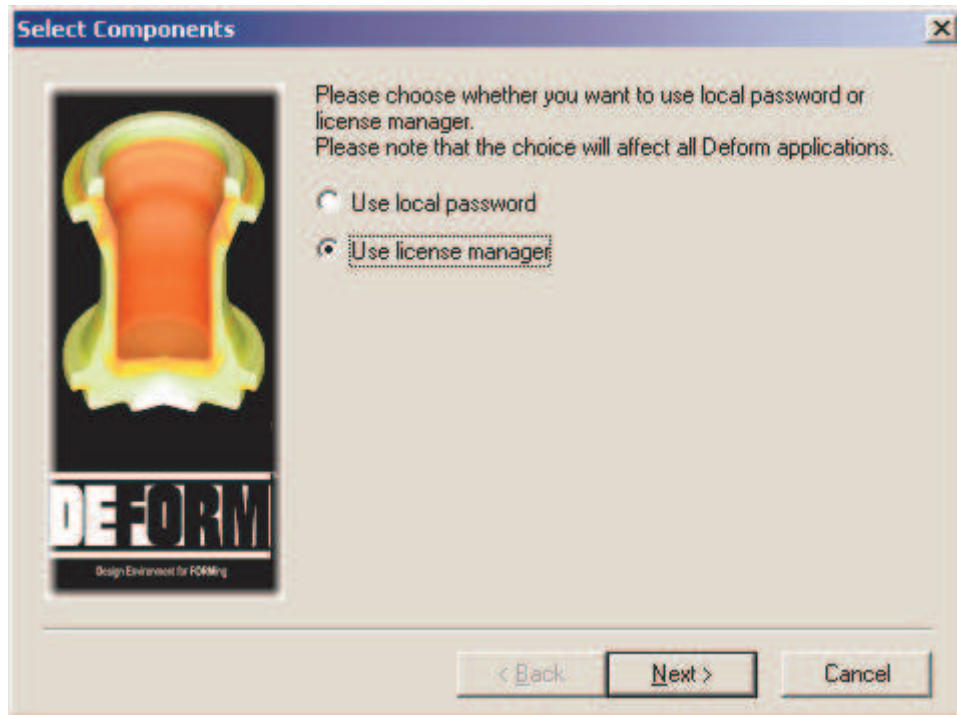 Select Components
Please choose whether you want to use local password or
license manager.
Please note that the choice will affect all Deform applications.
Use local password
Use license manager
DEFORM
Design Environment for FORMing
< Back
Next >
Cancel